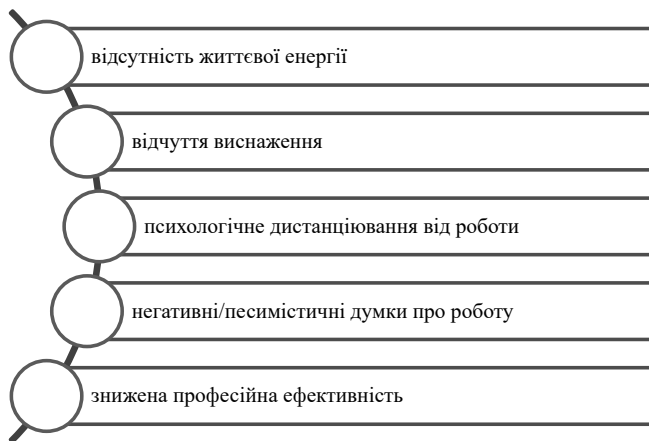 відсутність життєвої енергії
відчуття виснаження
психологічне дистанціювання від роботи
негативні/песимістичні думки про роботу
знижена професійна ефективність